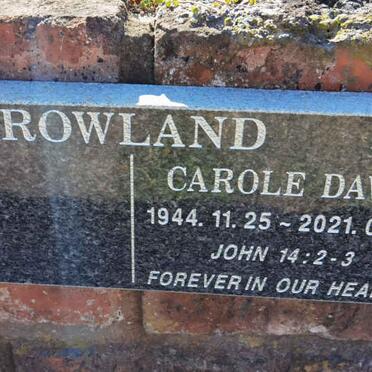 ROWLAND
CAROLE
1944. 11. 25 ~ 2021.
JOHN 14 : 2 - 3
FOREVER IN OUR